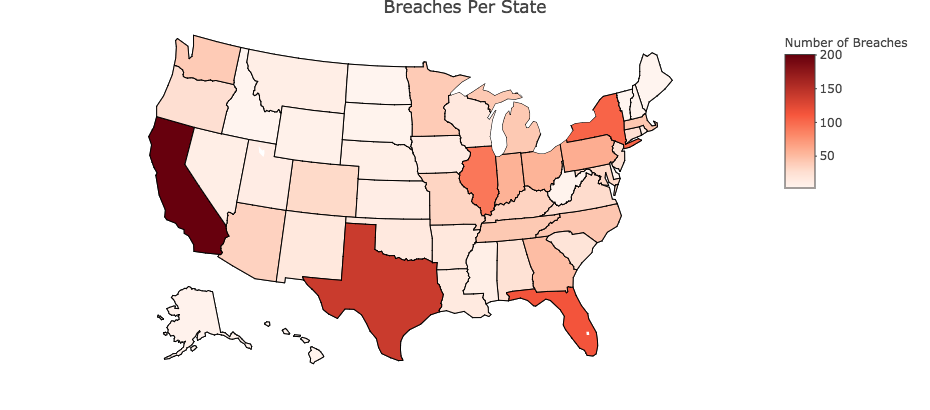 Breaches Per State
Number of Breaches
200
150
100
50